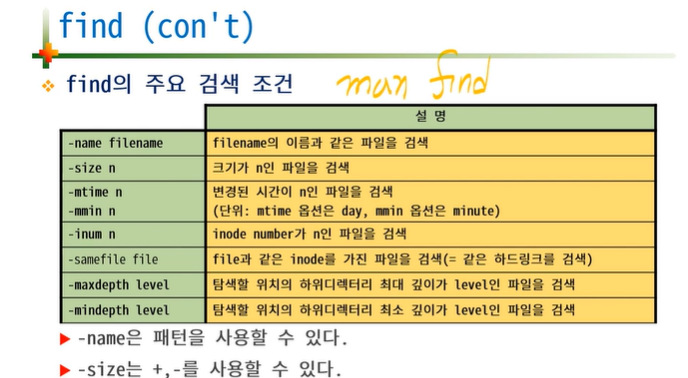 find (con't)
❖ find의 주요 검색 조건 man find
설 명
-name filename filename의 이름과 같은 파일을 검색
-size n 크기가 n인 파일을 검색
-mtime n 변경된 시간이 n인 파일을 검색
-mmin n (단위: mtime 옵션은 day, mmin 옵션은 minute)
-inum n inode number가 n인 파일을 검색
-samefile file file과 같은 inode를 가진 파일을 검색(= 같은 하드링크를 검색)
-maxdepth level 탐색할 위치의 하위디렉터리 최대 깊이가 level인 파일을 검색
-mindepth level 탐색할 위치의 하위디렉터리 최소 깊이가 level인 파일을 검색
▶ -name은 패턴을 사용할 수 있다.
▶ -size는 +,-를 사용할 수 있다.